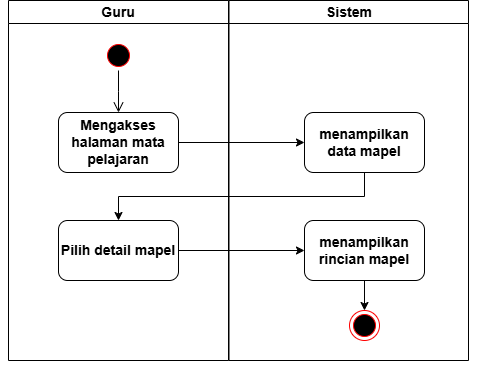 Guru
Sistem
Mengakses
halaman mata
pelajaran
menampilkan
data mapel
Pilih detail mapel
menampilkan
rincian mapel